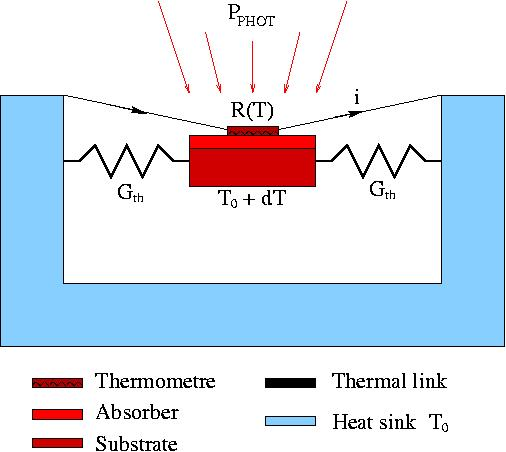 P_PHOT
i
R(T)
G_th
G_th
T_0 + dT
Thermometre
Thermal link
Absorber
Heat sink T_0
Substrate